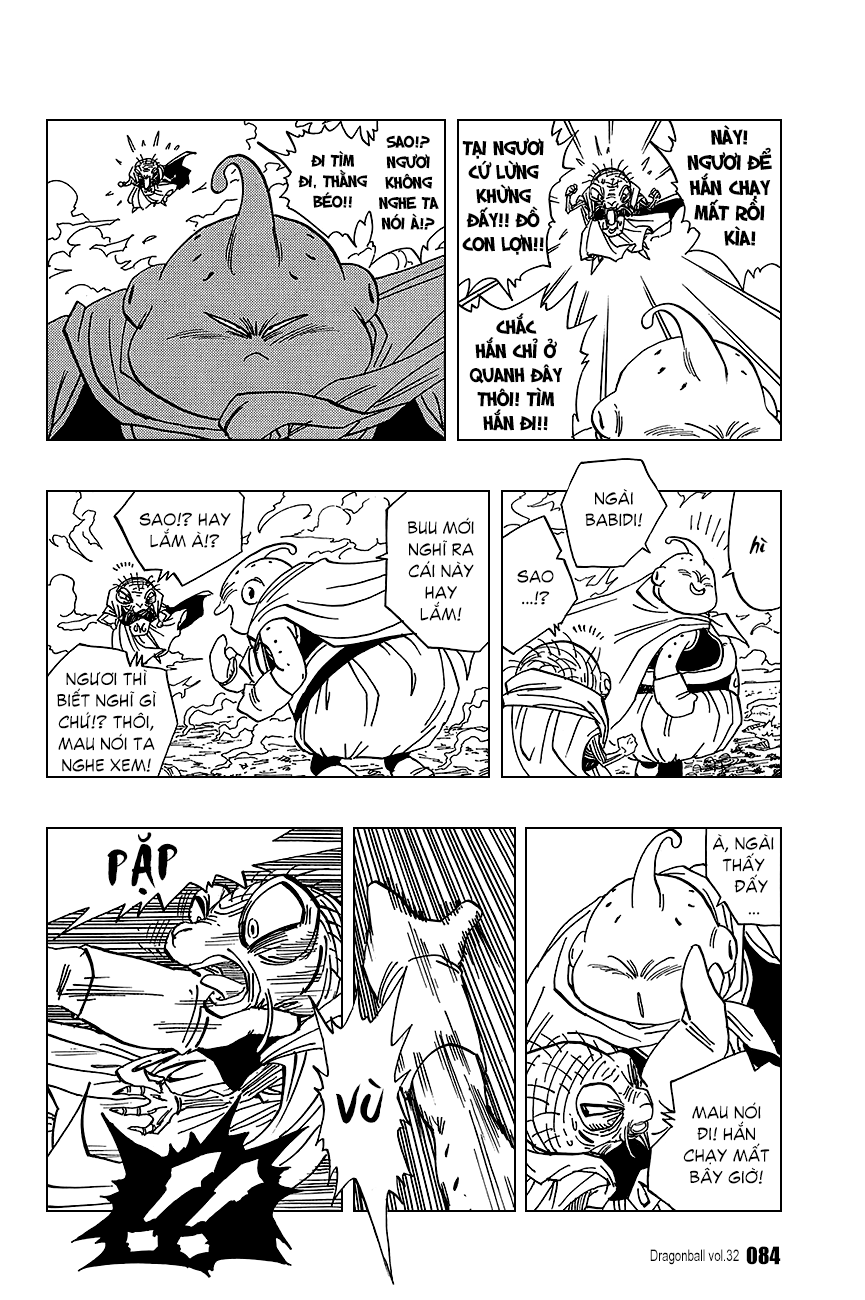 NÀY!
NGƯƠI ĐỂ
HẮN CHẠY
MẤT RỒI
KÌA!
TẠI NGƯƠI
CỨ LỪNG
KHỪNG
ĐẤY!! ĐỒ
CON LỢN!!
CHẮC
HẮN CHỈ Ở
QUANH ĐÂY
THÔI! TÌM
HẮN ĐI!!
SAO!?
NGƯƠI
KHÔNG
NGHE TA
NÓI À!?
ĐI TÌM
ĐI, THẰNG
BÉO!!
hì
NGÀI
BABIDI!
SAO
...!?
BUU MỚI
NGHĨ RA
CÁI NÀY
HAY
LẮM!
SAO!? HAY
LẮM À!?
NGƯƠI THÌ
BIẾT NGHĨ GÌ
CHỨ!? THÔI,
MAU NÓI TA
NGHE XEM!
À, NGÀI
THẤY
ĐẤY
...
MAU NÓI
ĐI! HẮN
CHẠY MẤT
BÂY GIỜ!
VÙ
PẶP
!!
Dragonball vol.32 084